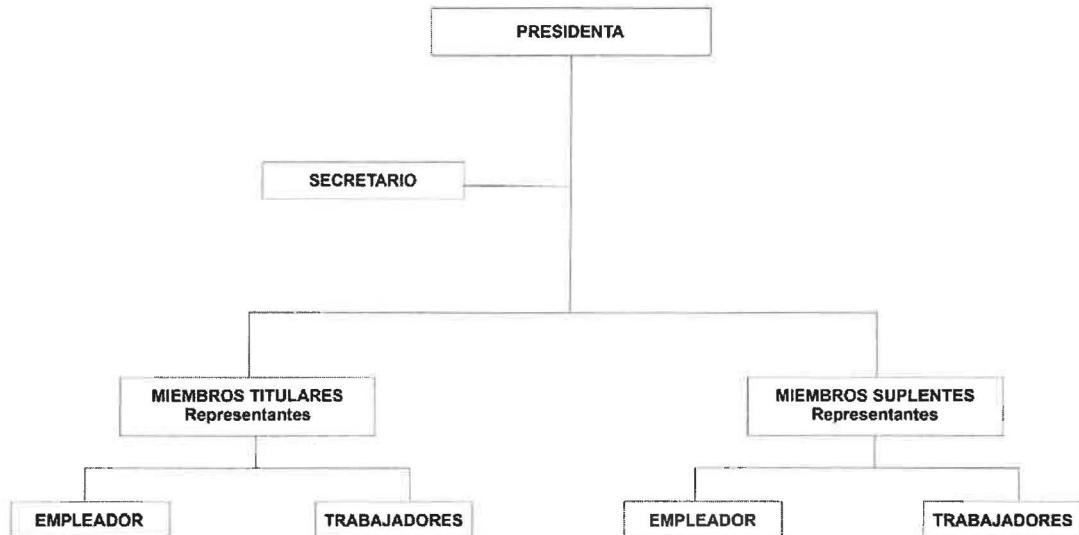 PRESIDENTA
SECRETARIO
MIEMBROS TITULARES
Representantes
MIEMBROS SUPLENTES
Representantes
EMPLEADOR
TRABAJADORES
EMPLEADOR
TRABAJADORES